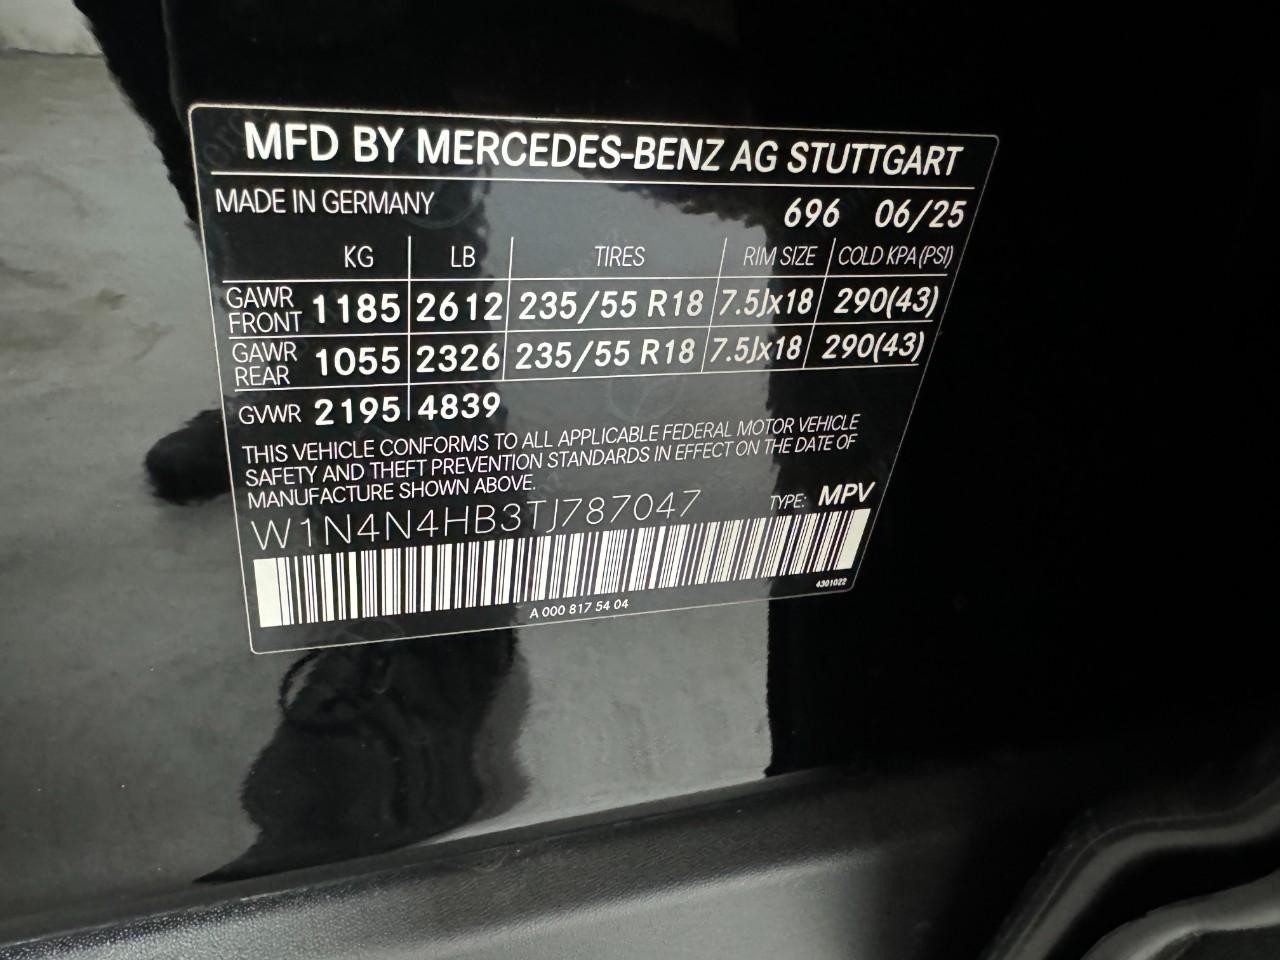 MFD BY MERCEDES-BENZ AG STUTTGART
MADE IN GERMANY 696 06/25
KG LB TIRES RIM SIZE COLD KPA (PSI)
GAWR FRONT 1185 2612 235/55 R18 7.5Jx18 290(43)
GAWR REAR 1055 2326 235/55 R18 7.5Jx18 290(43)
GVWR 2195 4839
THIS VEHICLE CONFORMS TO ALL APPLICABLE FEDERAL MOTOR VEHICLE
SAFETY AND THEFT PREVENTION STANDARDS IN EFFECT ON THE DATE OF
MANUFACTURE SHOWN ABOVE.
W1N4N4HB3TJ787047 TYPE: MPV
4301022
A 000 817 54 04